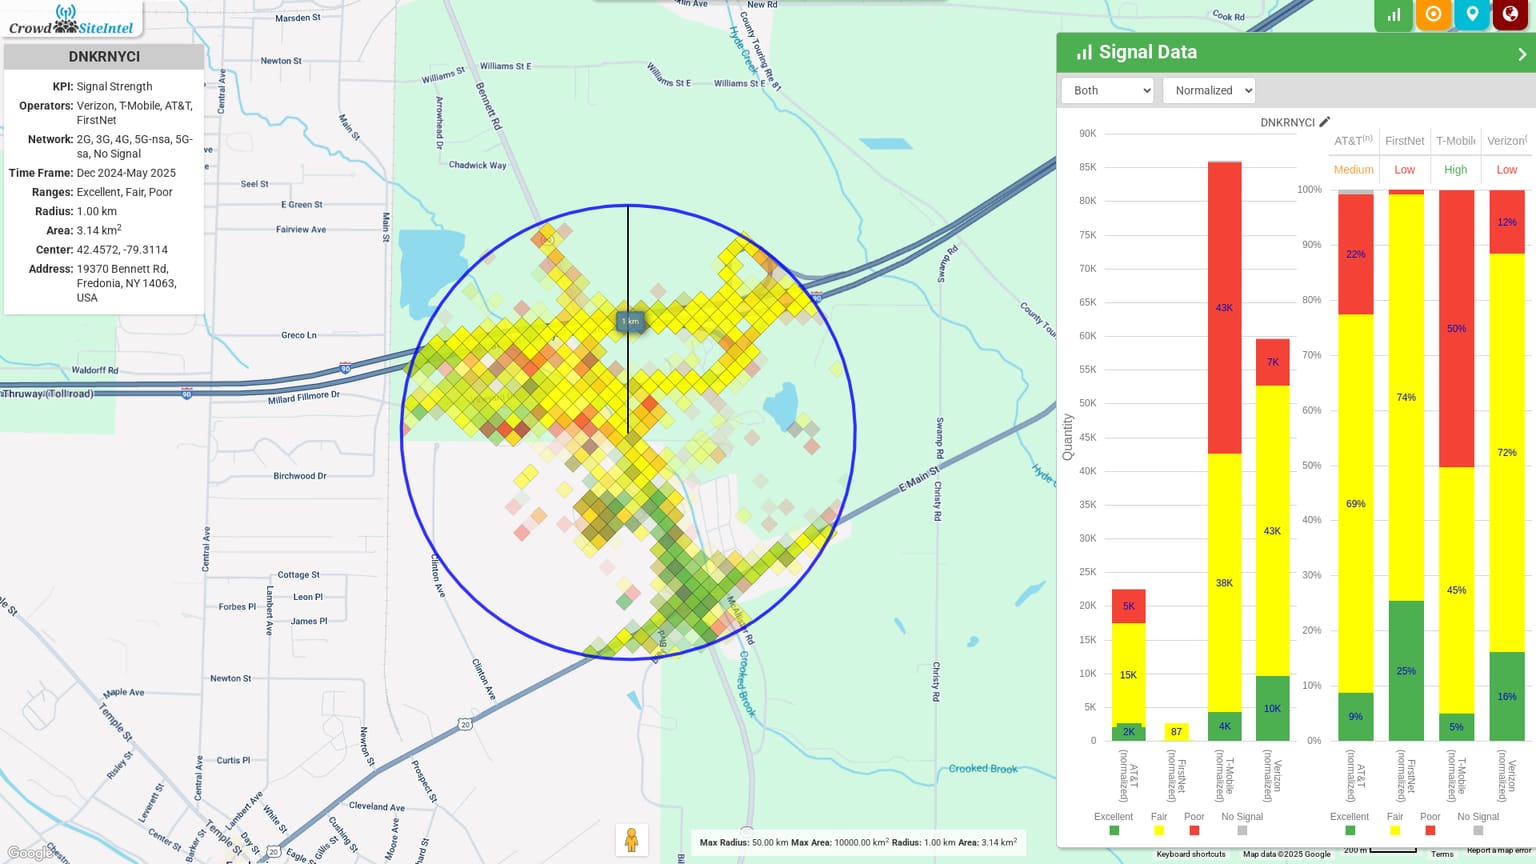 CrowdSiteIntel
DNKRNYCI
KPI: Signal Strength
Operators: Verizon, T-Mobile, AT&T,
FirstNet
Network: 2G, 3G, 4G, 5G-nsa, 5G-
sa, No Signal
Time Frame: Dec 2024-May 2025
Ranges: Excellent, Fair, Poor
Radius: 1.00 km
Area: 3.14 km2
Center: 42.4572, -79.3114
Address: 19370 Bennett Rd,
Fredonia, NY 14063,
USA
Marsden St
New Rd
Cook Rd
County Touring Rte 81
Hyde Creek
Newton St
Central Ave
Main St
Williams St
Williams St E
Williams St E
Williams St E
Bennett Rd
Arrowhead Dr
Chadwick Way
Seel St
E Green St
Fairview Ave
Main St
Swamp Rd
90
1 km
Greco Ln
90
Waldorff Rd
Thruway (Toll road)
90
Millard Fillmore Dr
Swamp Rd
E Main St
Christy Rd
Birchwood Dr
Central Ave
Clinton Ave
Cottage St
Leon Pl
Lambert Ave
Forbes Pl
James Pl
McAllister Rd
Crooked Brook
Clinton Ave
Christy Rd
Newton St
Maple Ave
Temple St
20
Newton St
Curtis Pl
Central Ave
Risley St
Prospect St
Crooked Brook
Leverett St
Lambert Ave
White St
Cleveland Ave
Center St
Temple St
Day St
Cushing St
Moore Ave
Barker St
20
Eagle St
Google
Max Radius: 50.00 km Max Area: 10000.00 km2 Radius: 1.00 km Area: 3.14 km2
Keyboard shortcuts
Map data ©2025 Google
200 m
Terms
Report a map error
Signal Data
Both
Normalized
DNKRNYCI
90K
85K
80K
75K
70K
65K
60K
55K
50K
45K
40K
35K
30K
25K
20K
15K
10K
5K
0
Quantity
5K
15K
2K
87
43K
38K
4K
7K
43K
10K
AT&T (normalized)
FirstNet (normalized)
T-Mobile (normalized)
Verizon (normalized)
Excellent
Fair
Poor
No Signal
AT&T(n)
FirstNet
T-Mobile
Verizon(
Medium
Low
High
Low
100%
90%
80%
70%
60%
50%
40%
30%
20%
10%
0%
22%
69%
9%
74%
25%
50%
45%
5%
12%
72%
16%
AT&T (normalized)
FirstNet (normalized)
T-Mobile (normalized)
Verizon (normalized)
Excellent
Fair
Poor
No Signal